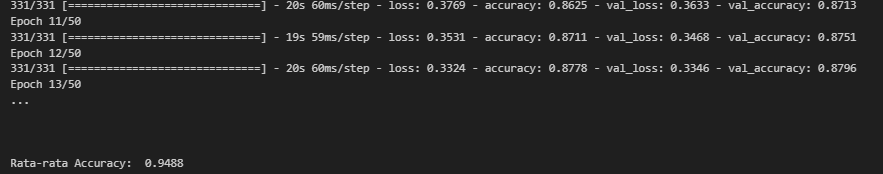 331/331 [==============================] - 20s 60ms/step - loss: 0.3769 - accuracy: 0.8625 - val_loss: 0.3633 - val_accuracy: 0.8713
Epoch 11/50
331/331 [==============================] - 19s 59ms/step - loss: 0.3531 - accuracy: 0.8711 - val_loss: 0.3468 - val_accuracy: 0.8751
Epoch 12/50
331/331 [==============================] - 20s 60ms/step - loss: 0.3324 - accuracy: 0.8778 - val_loss: 0.3346 - val_accuracy: 0.8796
Epoch 13/50
...
Rata-rata Accuracy:  0.9488